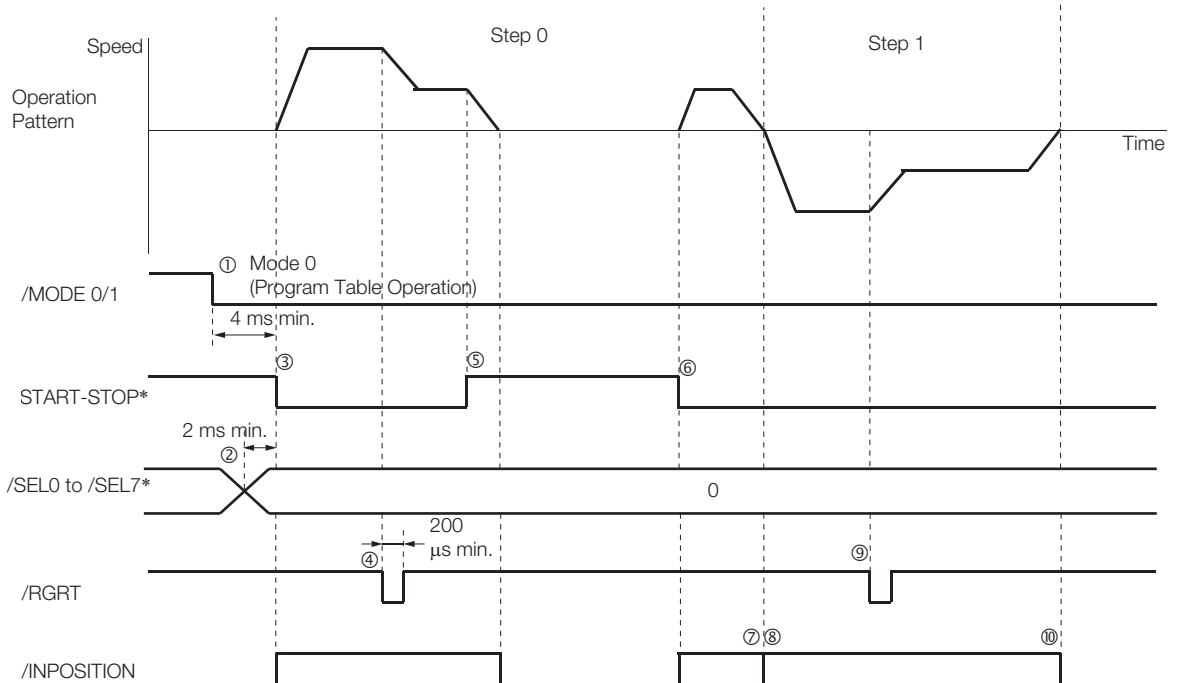 Speed
Step 0
Step 1
Operation
Pattern
Time
① Mode 0
(Program Table Operation)
/MODE 0/1
4 ms min.
③
⑤
⑥
START-STOP*
2 ms min.
②
/SEL0 to /SEL7*
0
200
μs min.
④
⑨
/RGRT
⑦
⑧
⑩
/INPOSITION